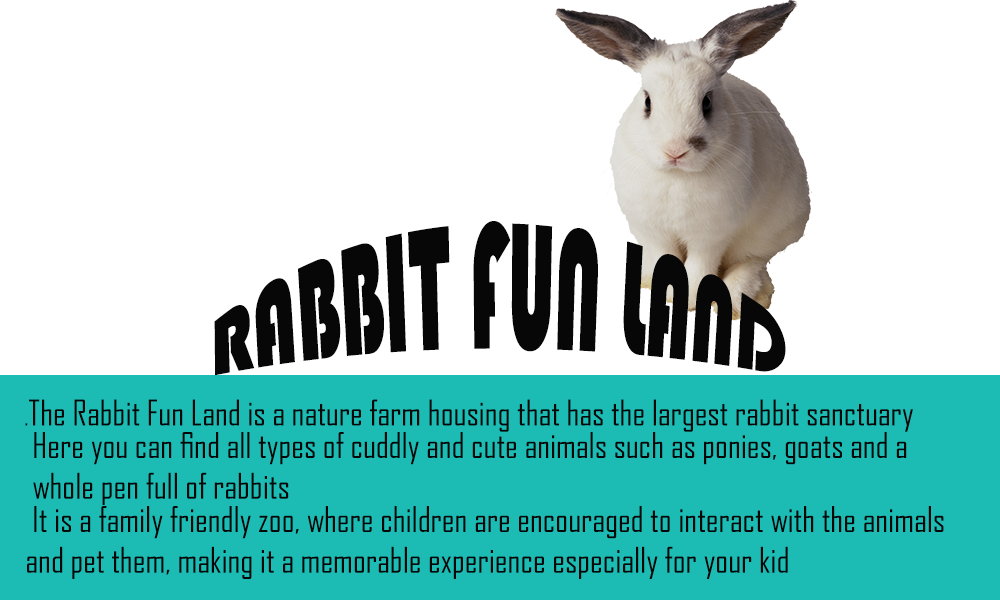 RABBIT FUN LAND
.The Rabbit Fun Land is a nature farm housing that has the largest rabbit sanctuary
Here you can find all types of cuddly and cute animals such as ponies, goats and a
whole pen full of rabbits
It is a family friendly zoo, where children are encouraged to interact with the animals
and pet them, making it a memorable experience especially for your kid